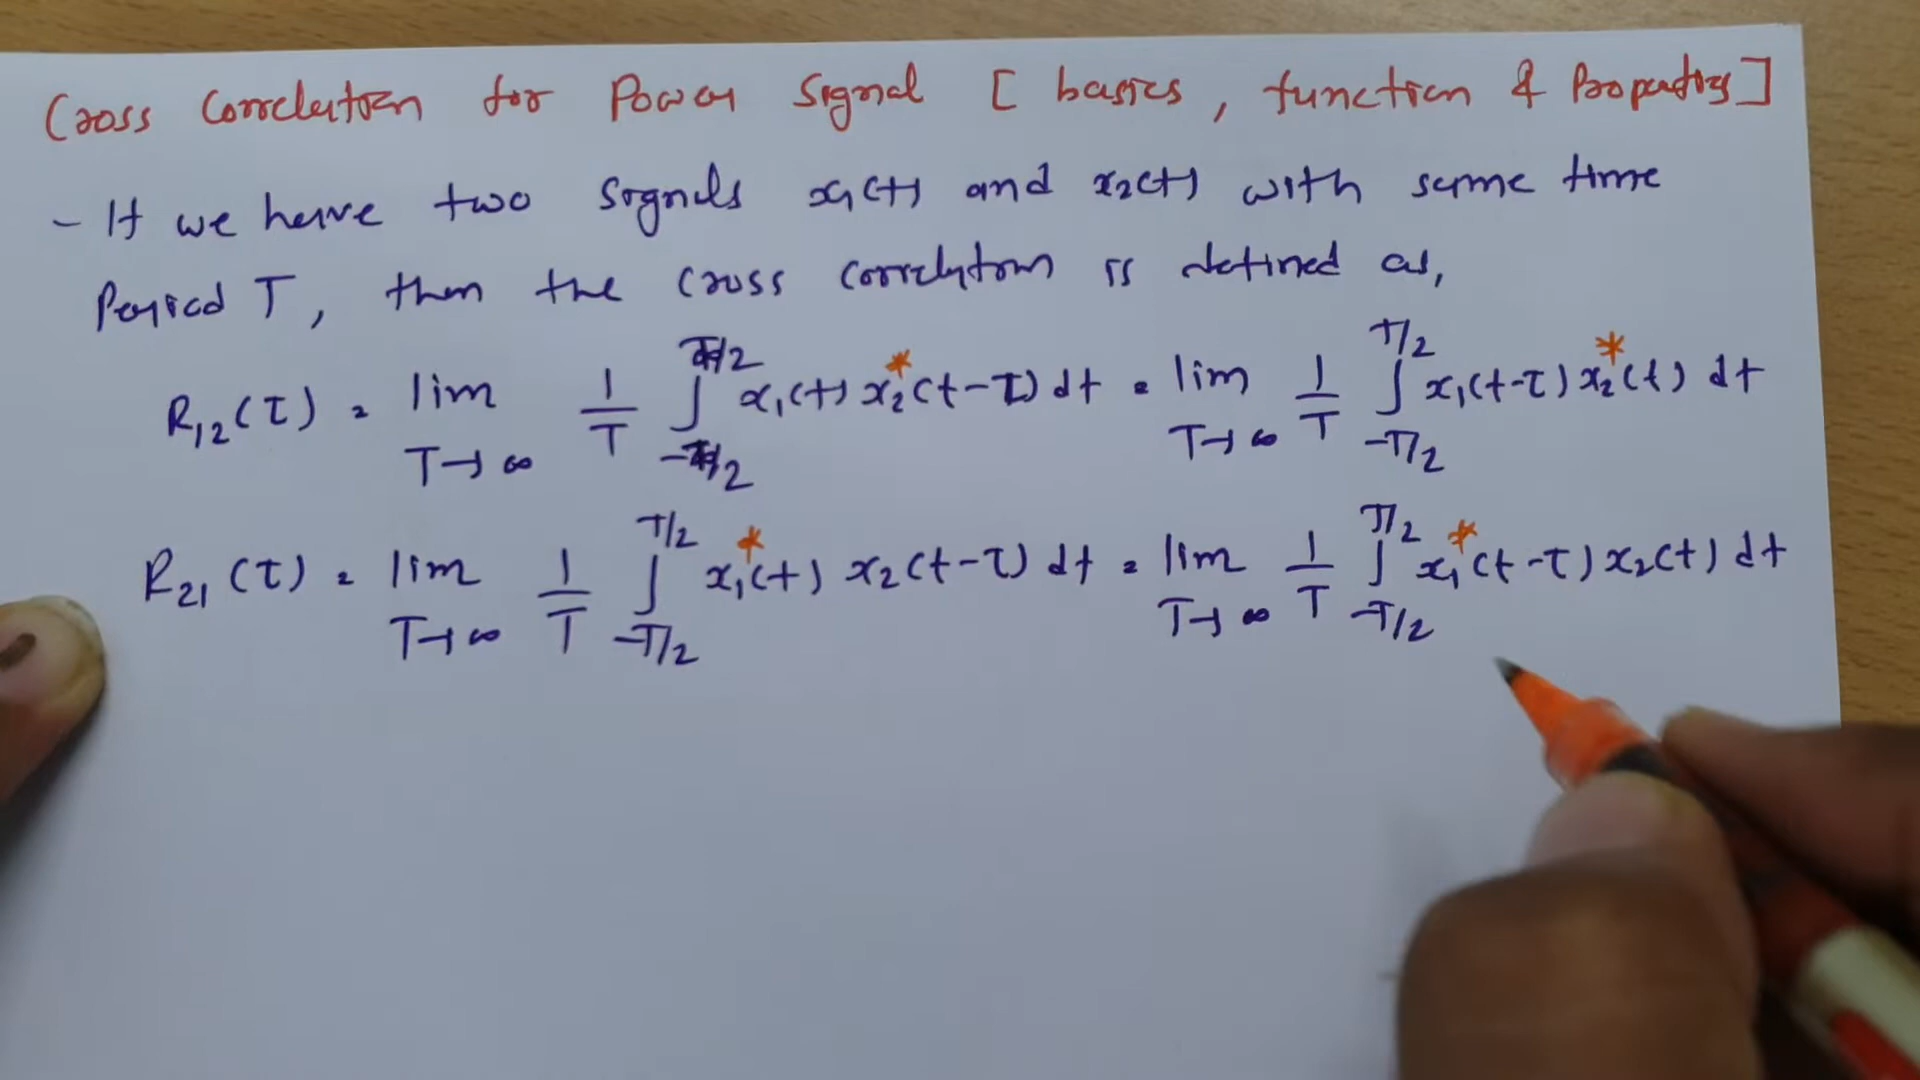 Cross Correlation for Power Signal [ basics , function & Properties ]
- If we have two signals x₁(t) and x₂(t) with same time
Period T , then the cross correlation is defined as,
R₁₂(τ) = lim T→∞ 1/T ∫_{-T/2}^{T/2} x₁(t) x₂*(t-τ) dt = lim T→∞ 1/T ∫_{-T/2}^{T/2} x₁(t-τ) x₂*(t) dt
R₂₁(τ) = lim T→∞ 1/T ∫_{-T/2}^{T/2} x₁*(t) x₂(t-τ) dt = lim T→∞ 1/T ∫_{-T/2}^{T/2} x₁*(t-τ) x₂(t) dt